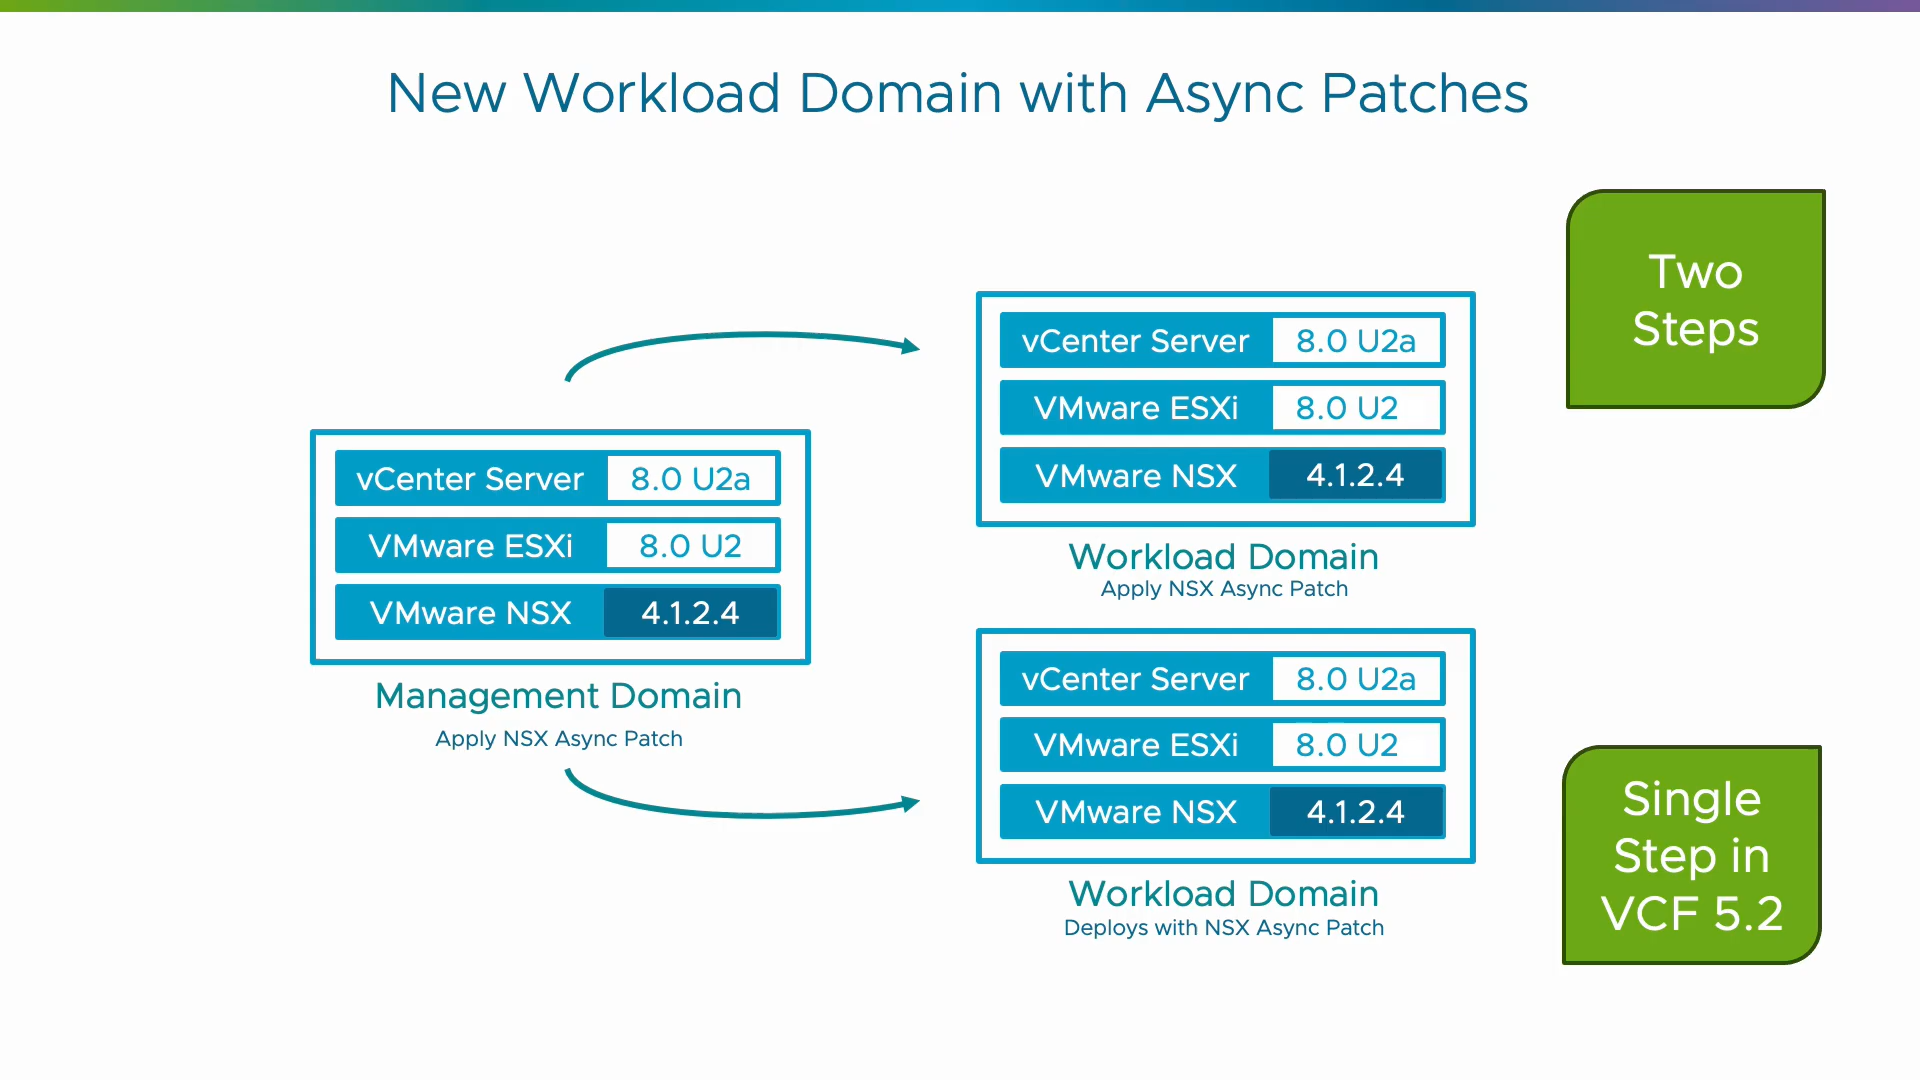 New Workload Domain with Async Patches
vCenter Server 8.0 U2a
VMware ESXi 8.0 U2
VMware NSX 4.1.2.4
Management Domain
Apply NSX Async Patch
vCenter Server 8.0 U2a
VMware ESXi 8.0 U2
VMware NSX 4.1.2.4
Workload Domain
Apply NSX Async Patch
Two
Steps
vCenter Server 8.0 U2a
VMware ESXi 8.0 U2
VMware NSX 4.1.2.4
Workload Domain
Deploys with NSX Async Patch
Single
Step in
VCF 5.2